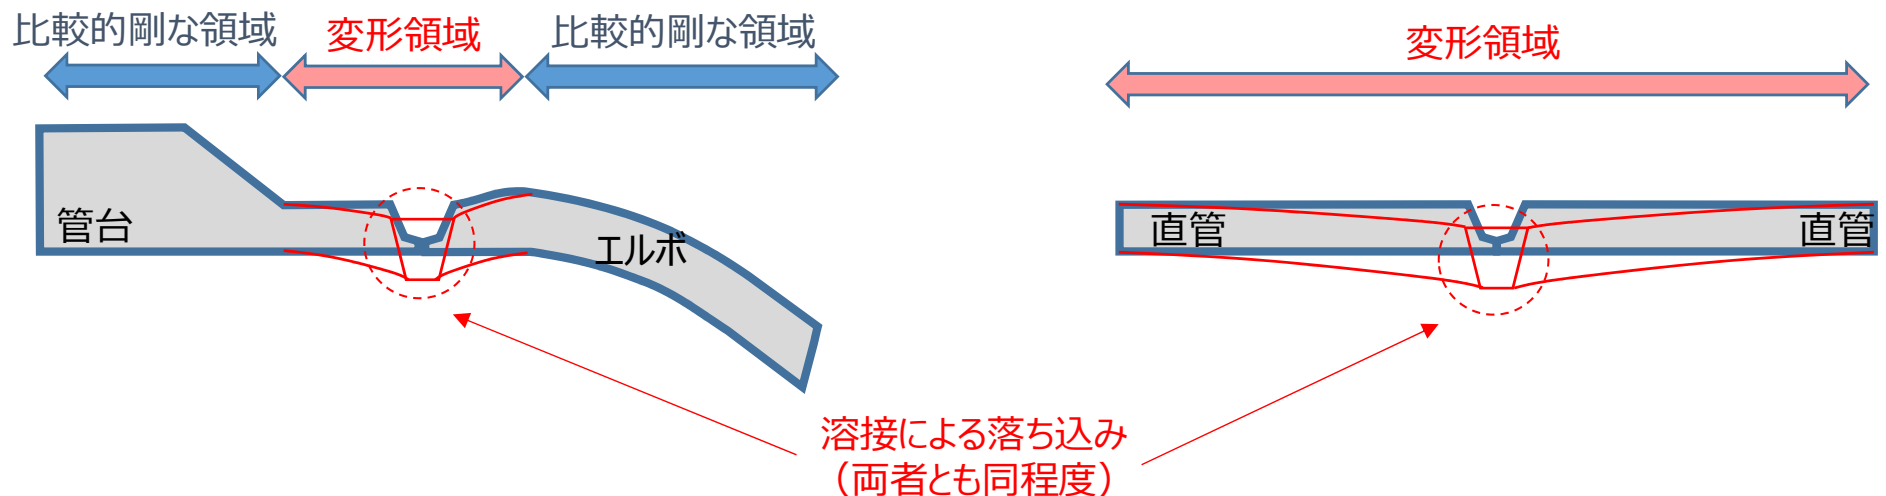 比較的剛な領域
変形領域
比較的剛な領域
変形領域
管台
エルボ
直管
直管
溶接による落ち込み
（両者とも同程度）